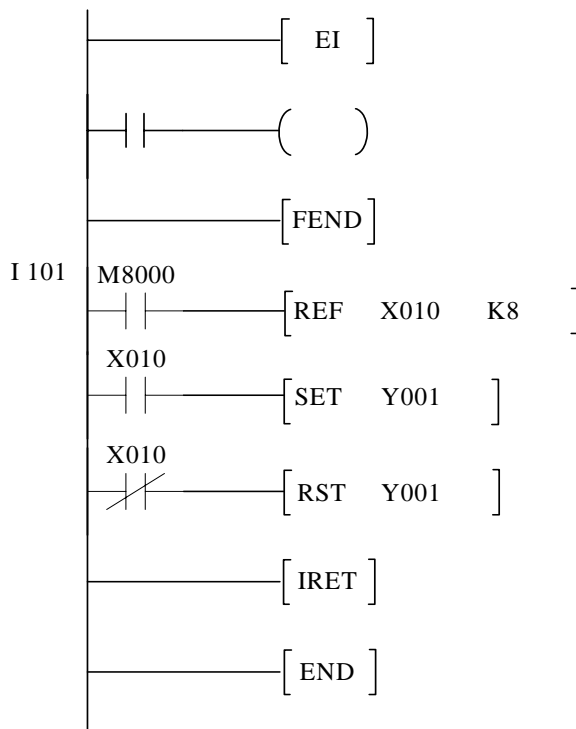 EI
FEND
I 101
M8000
REF X010 K8
X010
SET Y001
X010
RST Y001
IRET
END